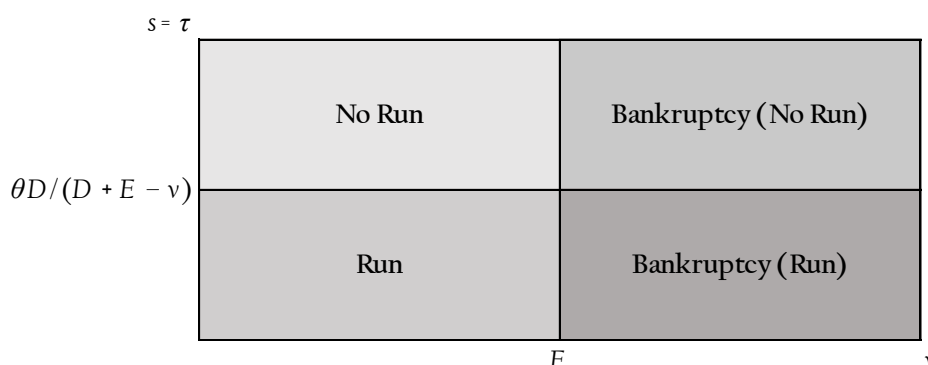 s = τ
No Run
Bankruptcy (No Run)
θD/(D + E − ν)
Run
Bankruptcy (Run)
E
ν